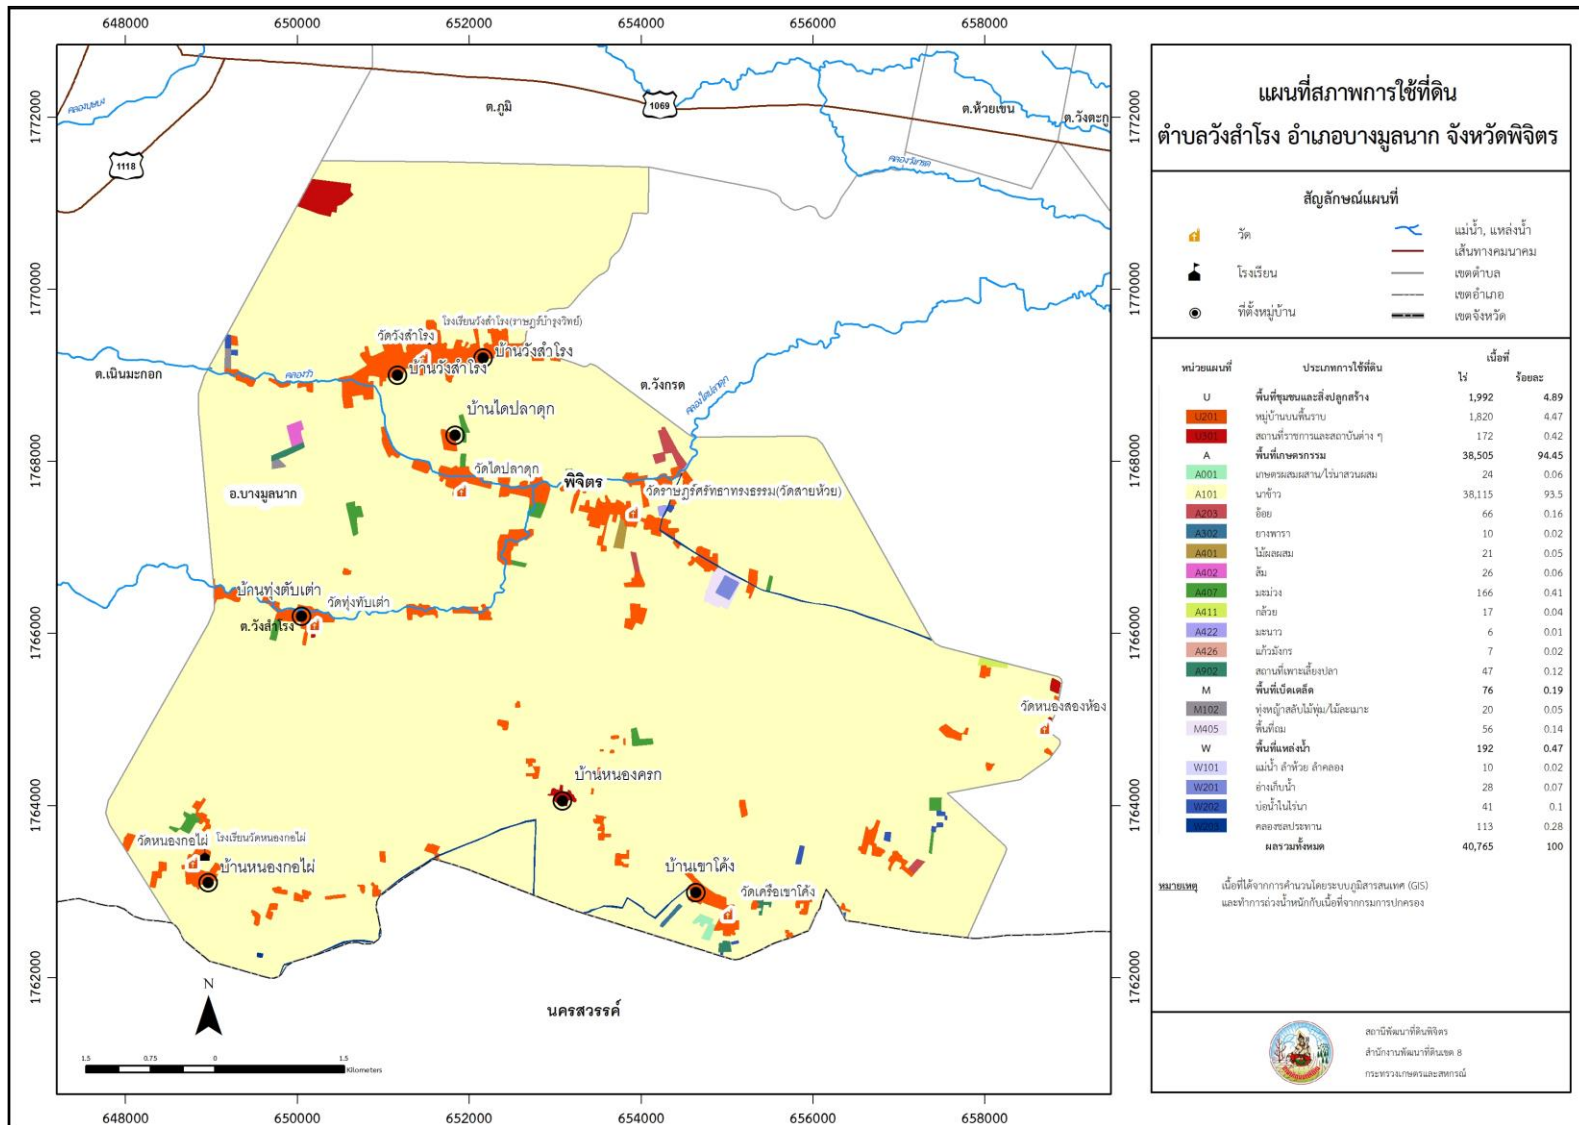 648000 650000 652000 654000 656000 658000
แผนที่สภาพการใช้ที่ดิน
ตำบลวังสำโรง อำเภอบางมูลนาก จังหวัดพิจิตร
สัญลักษณ์แผนที่
วัด
โรงเรียน
ที่ตั้งหมู่บ้าน
แม่น้ำ, แหล่งน้ำ
เส้นทางคมนาคม
เขตตำบล
เขตอำเภอ
เขตจังหวัด
หน่วยแผนที่ ประเภทการใช้ที่ดิน เนื้อที่
ไร่ ร้อยละ
U พื้นที่ชุมชนและสิ่งปลูกสร้าง 1,992 4.89
U201 หมู่บ้านบนพื้นราบ 1,820 4.47
U301 สถานที่ราชการและสถาบันต่าง ๆ 172 0.42
A พื้นที่เกษตรกรรม 38,505 94.45
A001 เกษตรผสมผสาน/ไร่นาสวนผสม 24 0.06
A101 นาข้าว 38,115 93.5
A203 อ้อย 66 0.16
A302 ยางพารา 10 0.02
A401 ไม้ผลผสม 21 0.05
A402 ส้ม 26 0.06
A407 มะม่วง 166 0.41
A411 กล้วย 17 0.04
A422 มะนาว 6 0.01
A426 แก้วมังกร 7 0.02
A902 สถานที่เพาะเลี้ยงปลา 47 0.12
M พื้นที่เบ็ดเตล็ด 76 0.19
M102 ทุ่งหญ้าสลับไม้พุ่ม/ไม้ละเมาะ 20 0.05
M405 พื้นที่ถม 56 0.14
W พื้นที่แหล่งน้ำ 192 0.47
W101 แม่น้ำ ลำห้วย ลำคลอง 10 0.02
W201 อ่างเก็บน้ำ 28 0.07
W202 บ่อน้ำในไร่นา 41 0.1
W203 คลองชลประทาน 113 0.28
ผลรวมทั้งหมด 40,765 100
หมายเหตุ เนื้อที่ได้จากการคำนวนโดยระบบภูมิสารสนเทศ (GIS)
และทำการถ่วงน้ำหนักกับเนื้อที่จากกรมการปกครอง
สถานีพัฒนาที่ดินพิจิตร
สำนักงานพัฒนาที่ดินเขต 8
กระทรวงเกษตรและสหกรณ์
1772000 1772000
1770000 1770000
1768000 1768000
1766000 1766000
1764000 1764000
1762000 1762000
1069
1118
ต.ภูมิ
ต.ห้วยเขน
ต.วังตะกู
โรงเรียนวังสำโรง(ราษฎร์บำรุงวิทย์)
วัดวังสำโรง
บ้านวังสำโรง
บ้านวังสำโรง
ต.เนินมะกอก
คลองวัว
ต.วังกรด
คลองไดปลาดุก
บ้านไดปลาดุก
วัดไดปลาดุก
พิจิตร
วัดราษฎร์ศรัทธาทรงธรรม(วัดสายห้วย)
อ.บางมูลนาก
บ้านทุ่งตับเต่า
วัดทุ่งทับเต่า
ต.วังสำโรง
วัดหนองสองห้อง
บ้านหนองครก
วัดหนองกอไผ่
โรงเรียนวัดหนองกอไผ่
บ้านหนองกอไผ่
บ้านเขาโค้ง
วัดเครือเขาโค้ง
นครสวรรค์
N
1.5 0.75 0 1.5
Kilometers
648000 650000 652000 654000 656000 658000